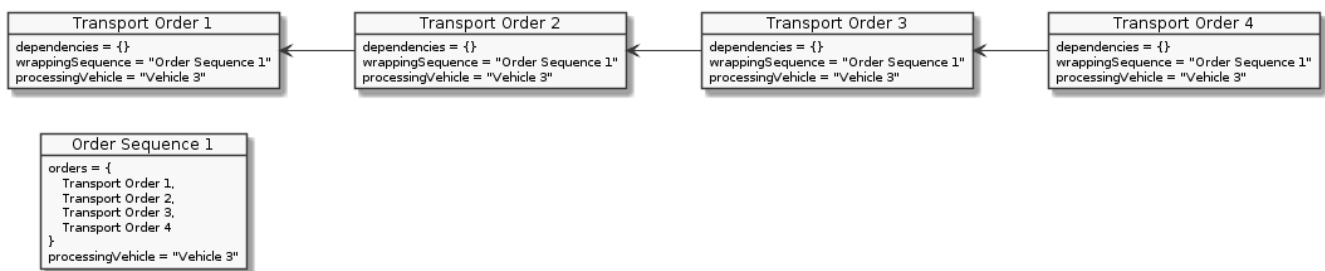 Transport Order 1
dependencies = {}
wrappingSequence = "Order Sequence 1"
processingVehicle = "Vehicle 3"
Transport Order 2
dependencies = {}
wrappingSequence = "Order Sequence 1"
processingVehicle = "Vehicle 3"
Transport Order 3
dependencies = {}
wrappingSequence = "Order Sequence 1"
processingVehicle = "Vehicle 3"
Transport Order 4
dependencies = {}
wrappingSequence = "Order Sequence 1"
processingVehicle = "Vehicle 3"
Order Sequence 1
orders = {
Transport Order 1,
Transport Order 2,
Transport Order 3,
Transport Order 4
}
processingVehicle = "Vehicle 3"